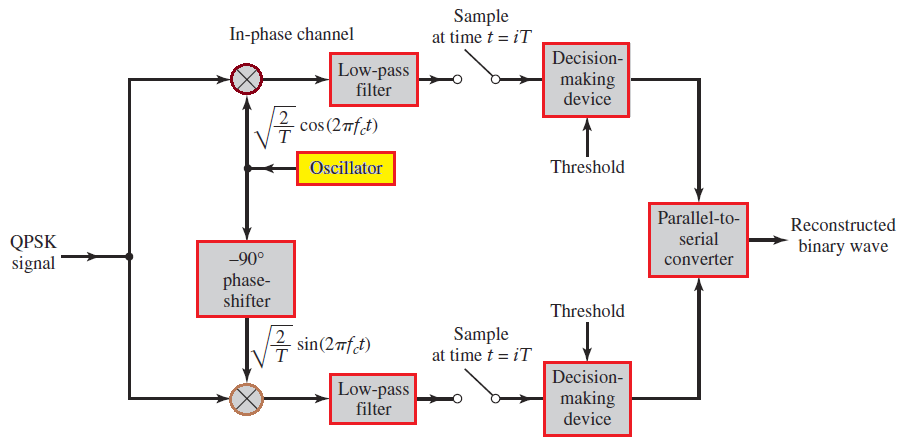 In-phase channel
Sample
at time t = iT
Low-pass
filter
Decision-
making
device
√2/T cos(2πf_ct)
Oscillator
Threshold
QPSK
signal
–90°
phase-
shifter
Parallel-to-
serial
converter
Reconstructed
binary wave
√2/T sin(2πf_ct)
Sample
at time t = iT
Threshold
Low-pass
filter
Decision-
making
device